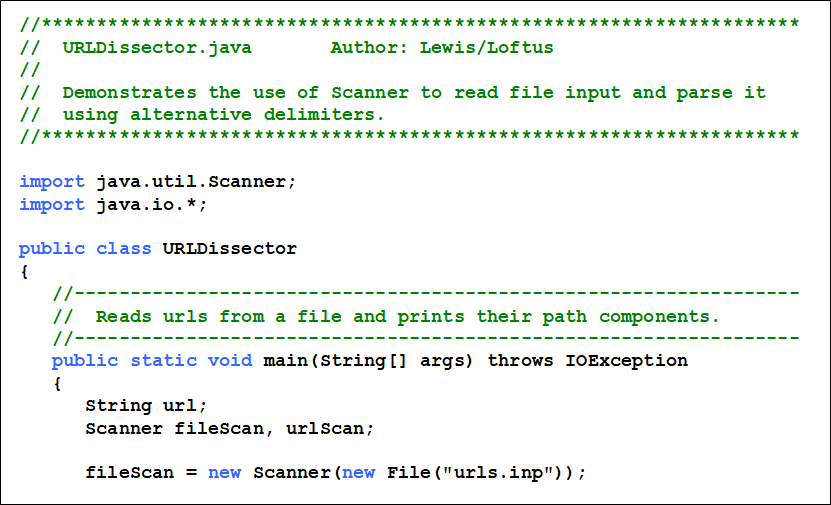 //********************************************************************
//  URLDissector.java       Author: Lewis/Loftus
//
//  Demonstrates the use of Scanner to read file input and parse it
//  using alternative delimiters.
//********************************************************************

import java.util.Scanner;
import java.io.*;

public class URLDissector
{
   //-----------------------------------------------------------------
   //  Reads urls from a file and prints their path components.
   //-----------------------------------------------------------------
   public static void main(String[] args) throws IOException
   {
      String url;
      Scanner fileScan, urlScan;

      fileScan = new Scanner(new File("urls.inp"));